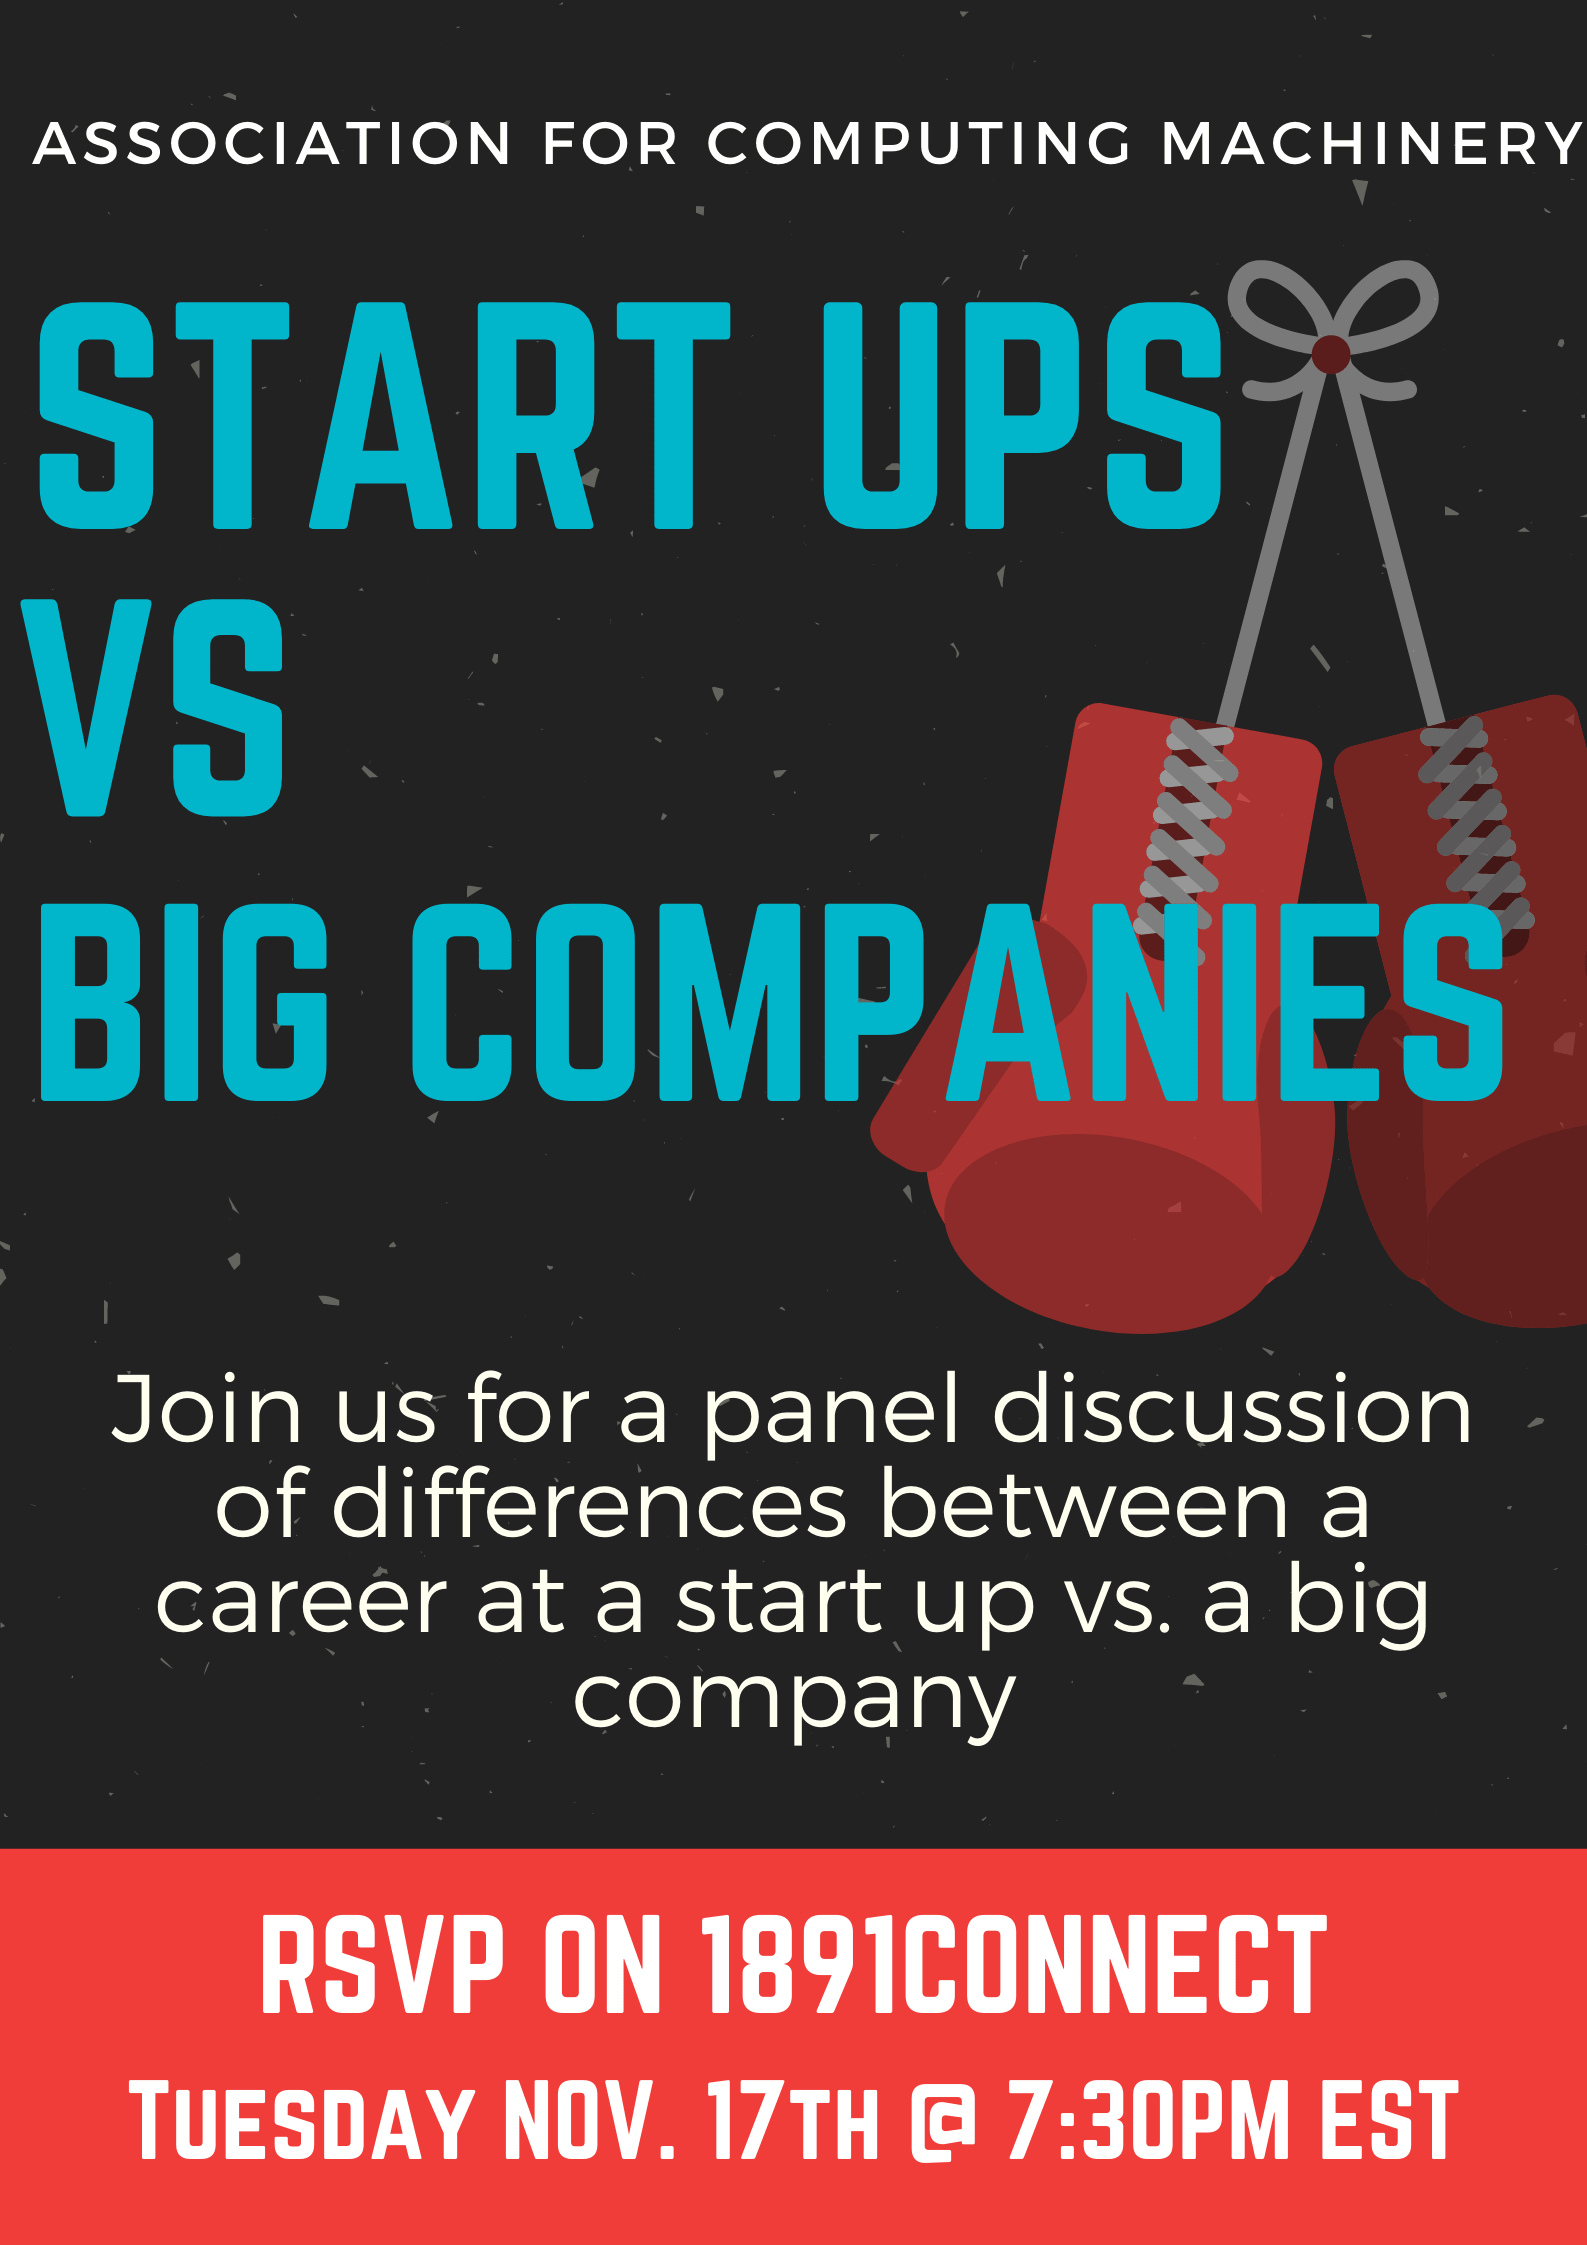 ASSOCIATION FOR COMPUTING MACHINERY
START UPS
VS
BIG COMPANIES
Join us for a panel discussion
of differences between a
career at a start up vs. a big
company
RSVP ON 1891CONNECT
Tuesday NOV. 17th @ 7:30PM EST